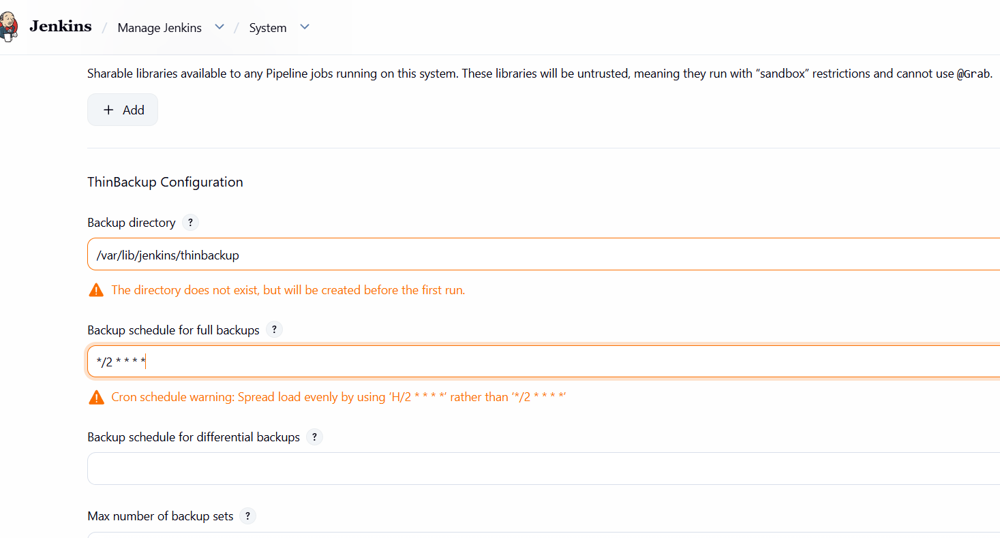 Jenkins / Manage Jenkins / System
Sharable libraries available to any Pipeline jobs running on this system. These libraries will be untrusted, meaning they run with “sandbox” restrictions and cannot use @Grab.
+ Add
ThinBackup Configuration
Backup directory ?
/var/lib/jenkins/thinbackup
The directory does not exist, but will be created before the first run.
Backup schedule for full backups ?
*/2 * * * *
Cron schedule warning: Spread load evenly by using ‘H/2 * * * *’ rather than ‘*/2 * * * *’
Backup schedule for differential backups ?
Max number of backup sets ?